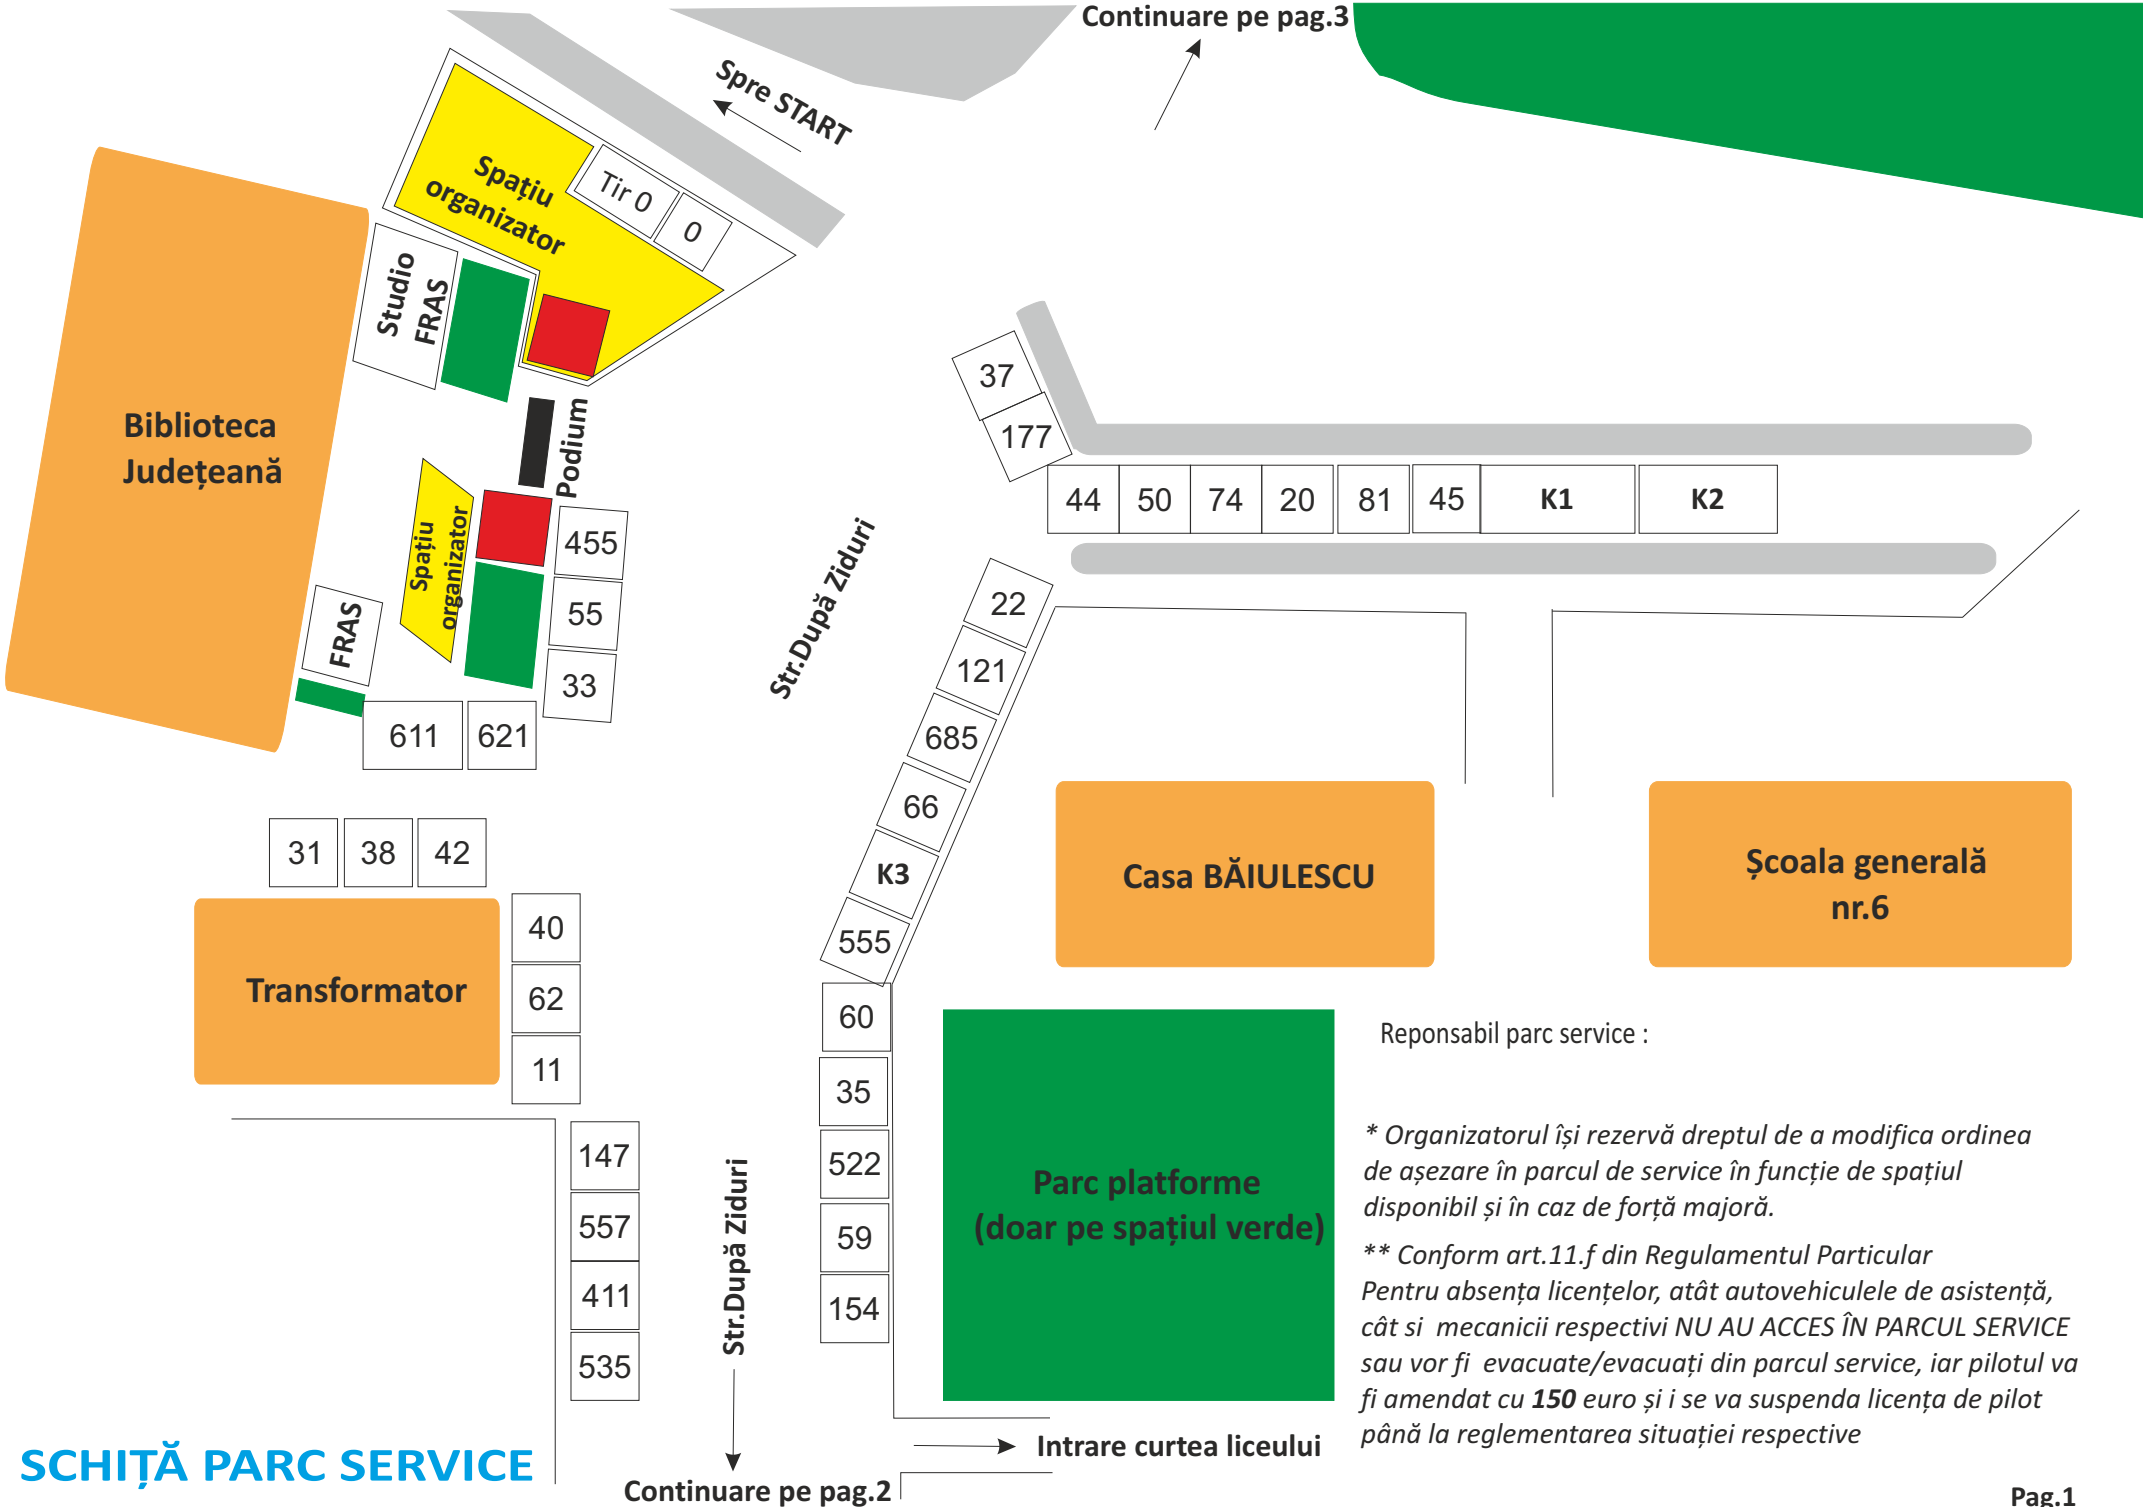 Continuare pe pag.3
Spre START
Spațiu
organizator
Tir 0
0
Studio
FRAS
Biblioteca
Județeană
Podium
Spațiu
organizator
FRAS
455
55
33
611
621
37
177
44
50
74
20
81
45
K1
K2
Str.După Ziduri
22
121
685
66
K3
555
31
38
42
40
62
11
Transformator
Casa BĂIULESCU
Școala generală
nr.6
60
35
522
59
154
147
557
411
535
Str.După Ziduri
Parc platforme
(doar pe spațiul verde)
Reponsabil parc service :
* Organizatorul își rezervă dreptul de a modifica ordinea
de așezare în parcul de service în funcție de spațiul
disponibil și în caz de forță majoră.
** Conform art.11.f din Regulamentul Particular
Pentru absența licențelor, atât autovehiculele de asistență,
cât si mecanicii respectivi NU AU ACCES ÎN PARCUL SERVICE
sau vor fi evacuate/evacuați din parcul service, iar pilotul va
fi amendat cu 150 euro și i se va suspenda licența de pilot
până la reglementarea situației respective
Intrare curtea liceului
SCHIȚĂ PARC SERVICE
Continuare pe pag.2
Pag.1